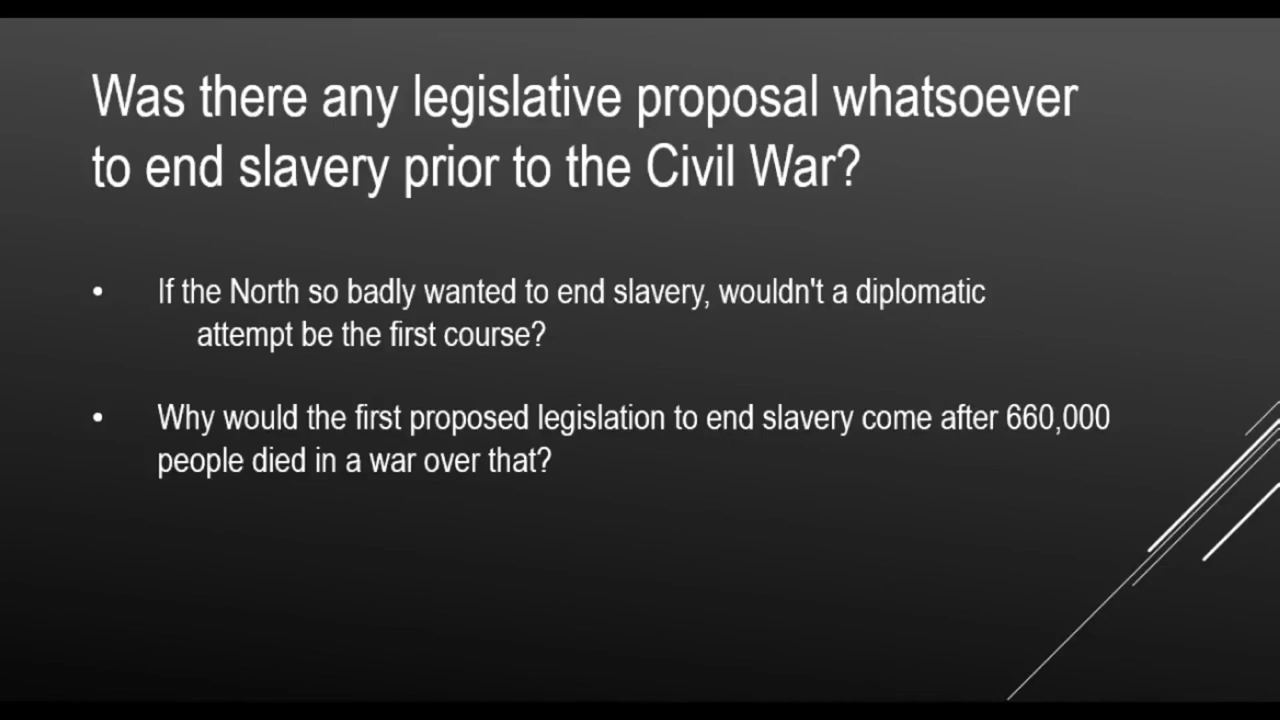 Was there any legislative proposal whatsoever
to end slavery prior to the Civil War?
• If the North so badly wanted to end slavery, wouldn't a diplomatic
attempt be the first course?
• Why would the first proposed legislation to end slavery come after 660,000
people died in a war over that?